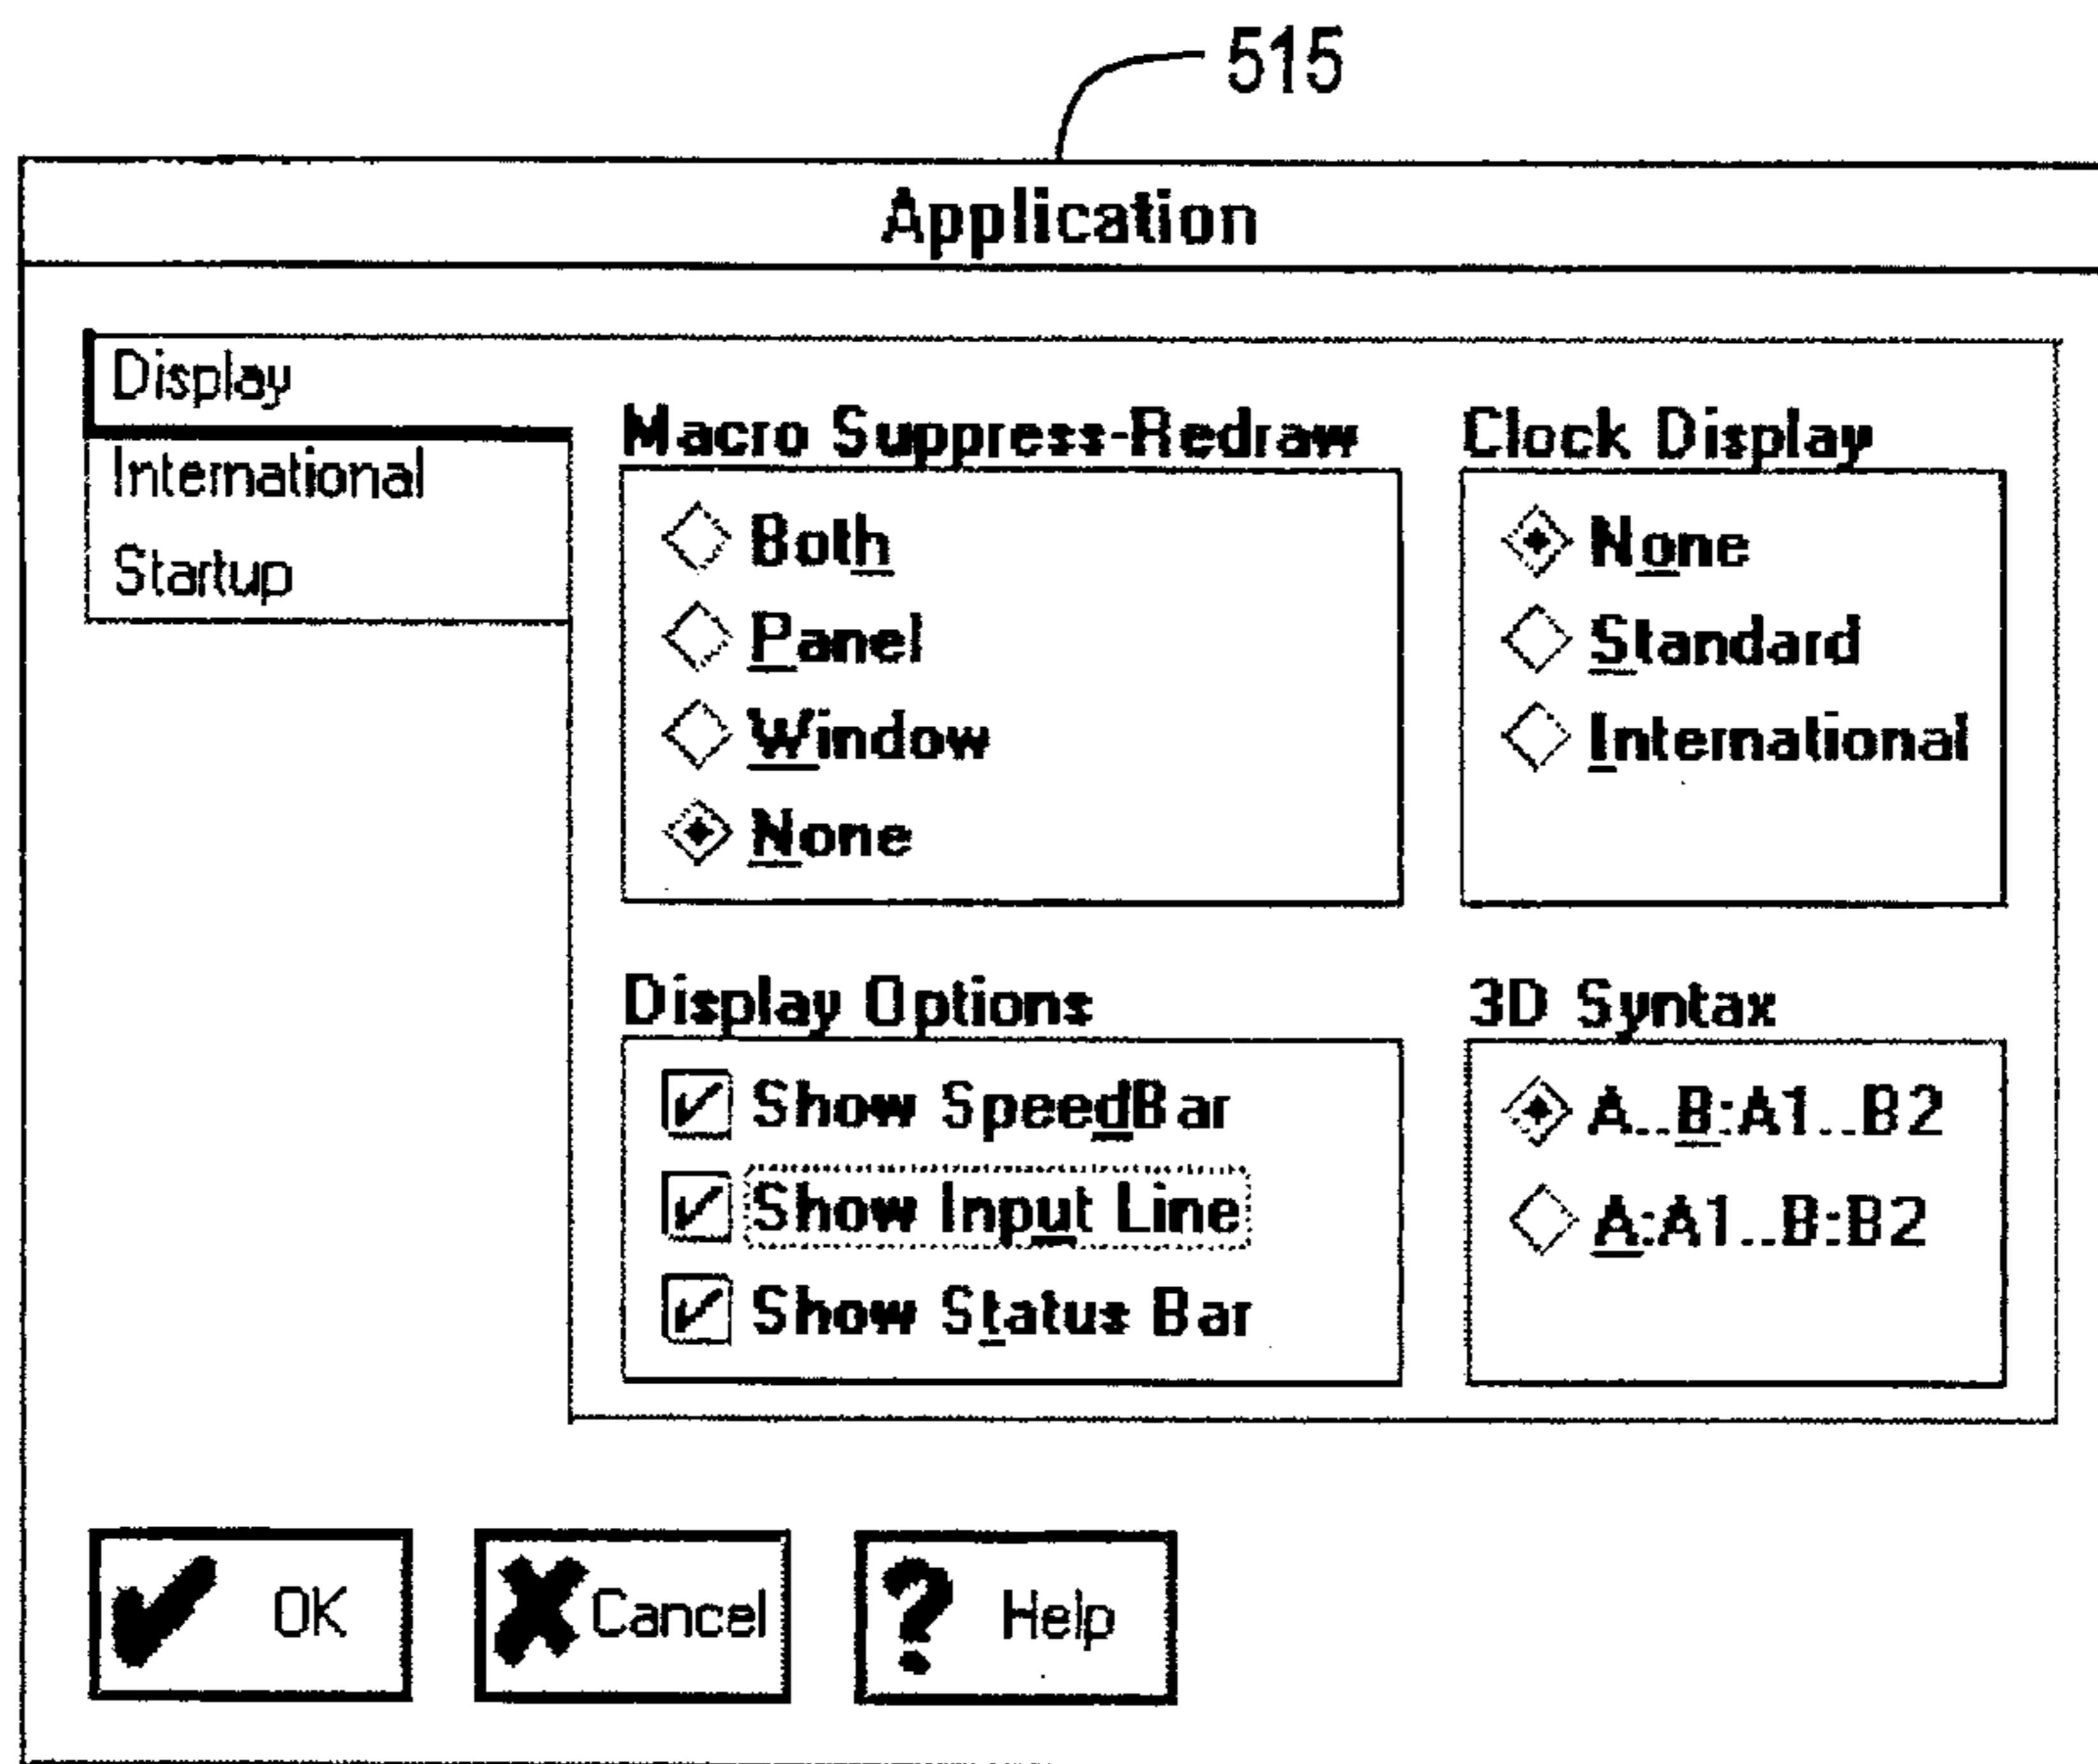 515
Application
Display
International
Startup
Macro Suppress-Redraw
Both
Panel
Window
None
Clock Display
None
Standard
International
Display Options
Show SpeedBar
Show Input Line
Show Status Bar
3D Syntax
A..B:A1..B2
A:A1..B:B2
OK
Cancel
Help